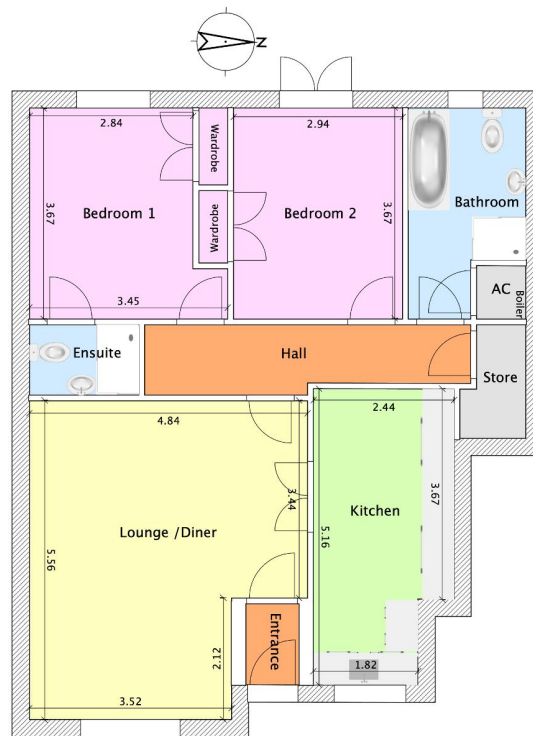 N
2.84
Wardrobe
2.94
Bedroom 1
3.67
Wardrobe
Bedroom 2
3.67
Bathroom
3.45
AC
Boiler
Ensuite
Hall
Store
4.84
2.44
3.44
3.67
Lounge /Diner
Kitchen
5.56
5.16
2.12
Entrance
3.52
1.82